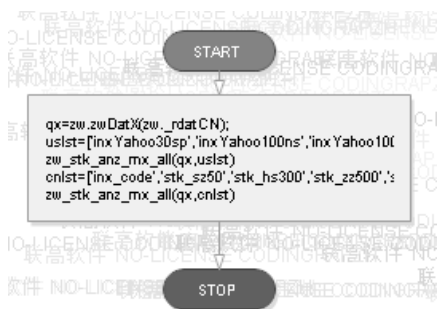 START
qx=zw.zwDatX(zw._rdatCN);
uslst=['inxYahoo30sp','inxYahoo100ns','inxYahoo10
zw_stk_anz_mx_all(qx,uslst)
cnlst=['inx_code','stk_sz50','stk_hs300','stk_zz500','s
zw_stk_anz_mx_all(qx,cnlst)
STOP